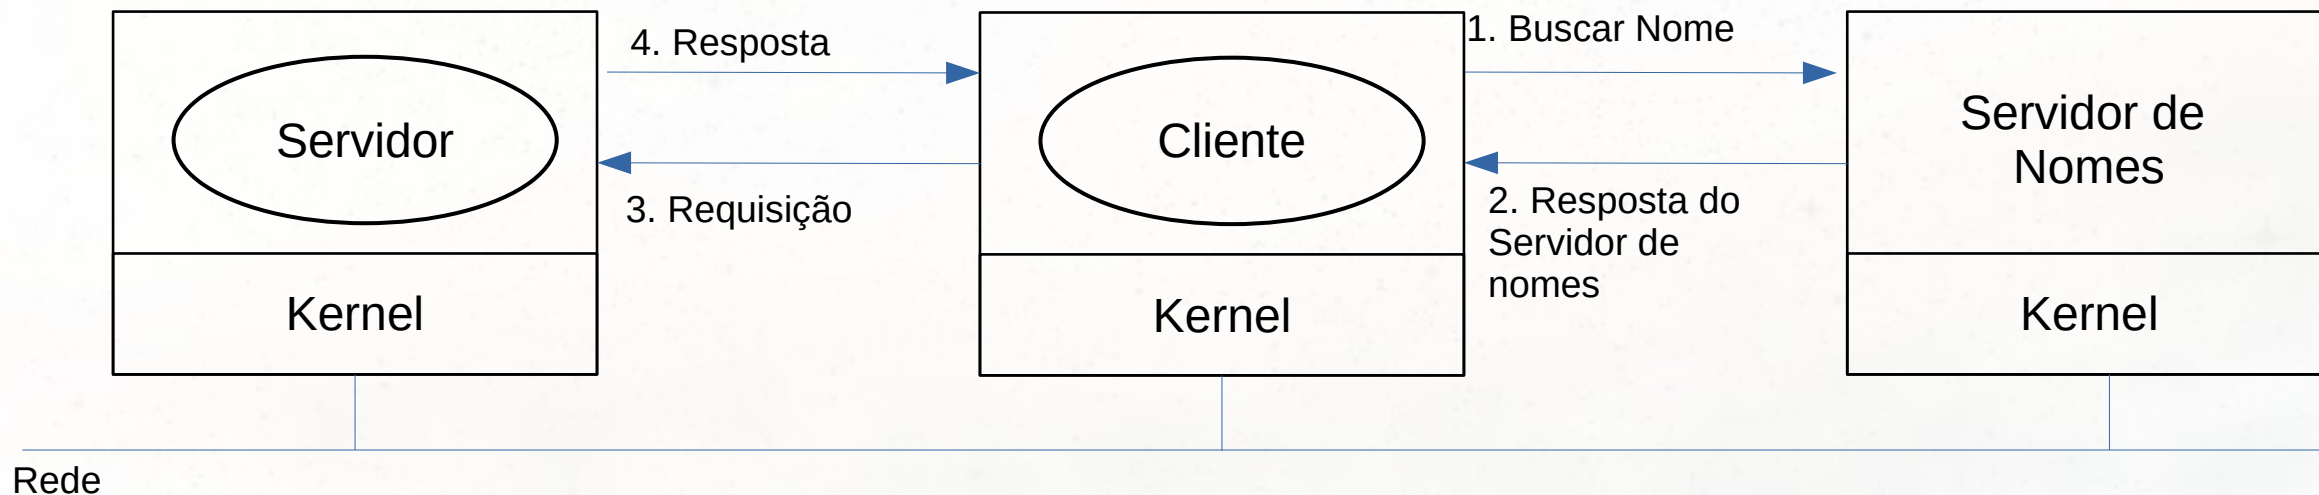 4. Resposta
1. Buscar Nome
Servidor
Cliente
Servidor de
Nomes
3. Requisição
2. Resposta do
Servidor de
nomes
Kernel
Kernel
Kernel
Rede